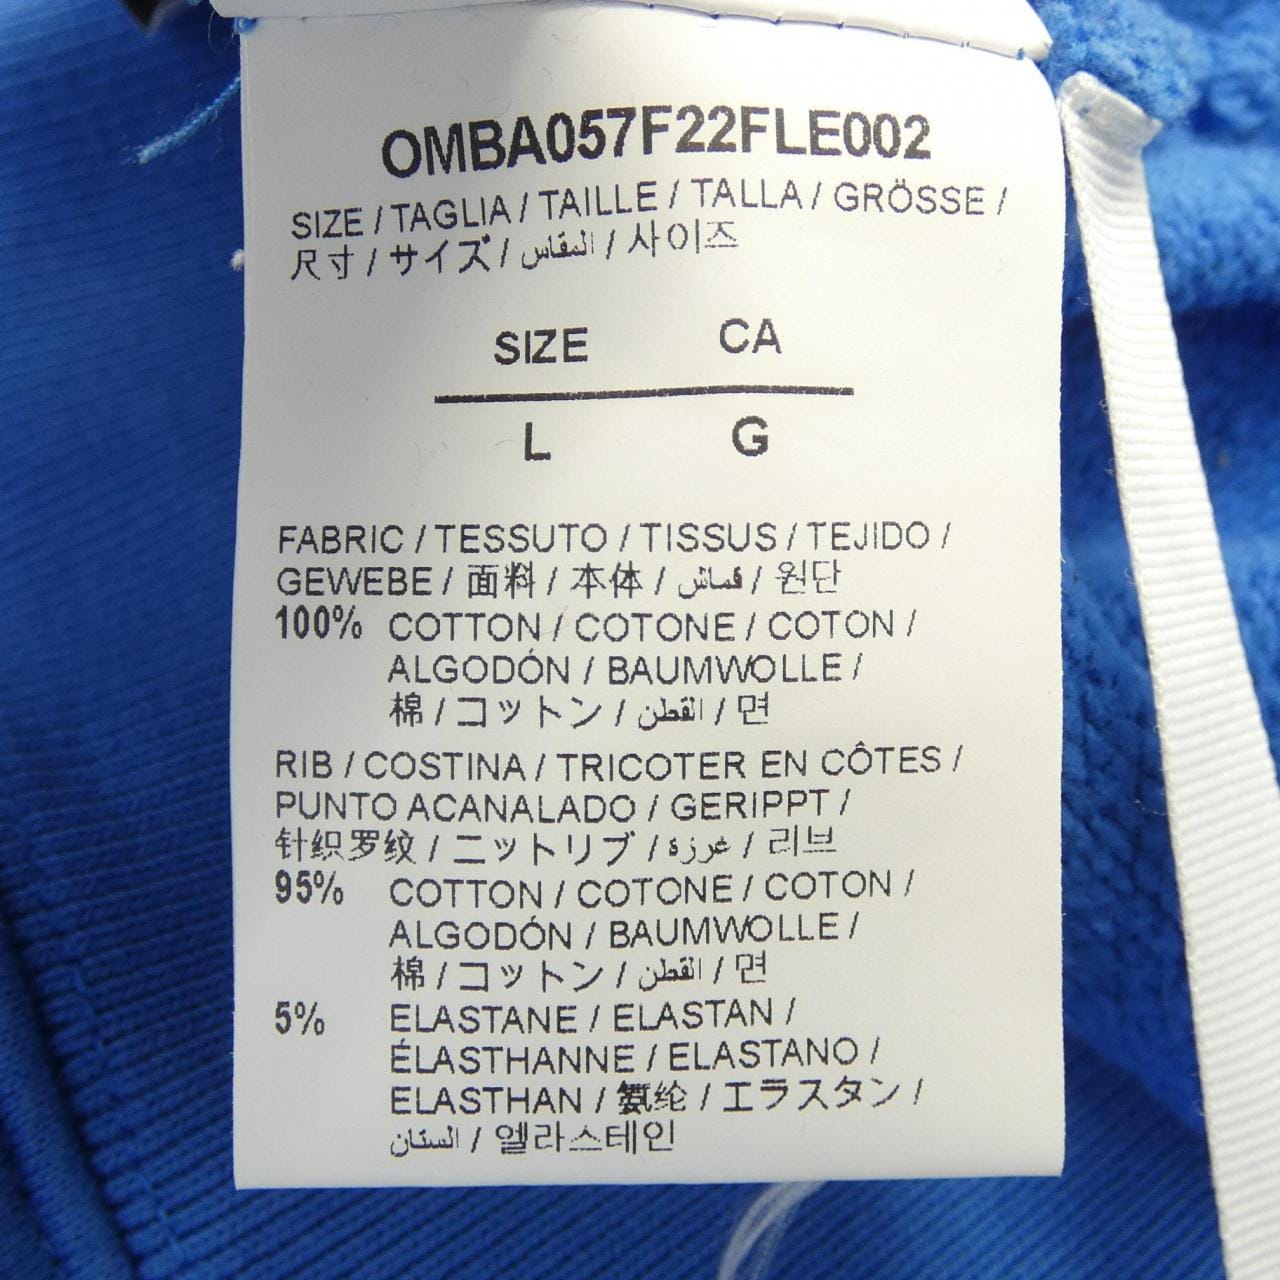 OMBA057F22FLE002
SIZE / TAGLIA / TAILLE / TALLA / GRÖSSE /
尺寸 / サイズ / المقاس / 사이즈
SIZE CA
L G
FABRIC / TESSUTO / TISSUS / TEJIDO /
GEWEBE / 面料 / 本体 / قماش / 원단
100% COTTON / COTONE / COTON /
ALGODÓN / BAUMWOLLE /
棉 / コットン / القطن / 면
RIB / COSTINA / TRICOTER EN CÔTES /
PUNTO ACANALADO / GERIPPT /
针织罗纹 / ニットリブ / غرزة / 리브
95% COTTON / COTONE / COTON /
ALGODÓN / BAUMWOLLE /
棉 / コットン / القطن / 면
5% ELASTANE / ELASTAN /
ÉLASTHANNE / ELASTANO /
ELASTHAN / 氨纶 / エラスタン /
الستان / 엘라스테인